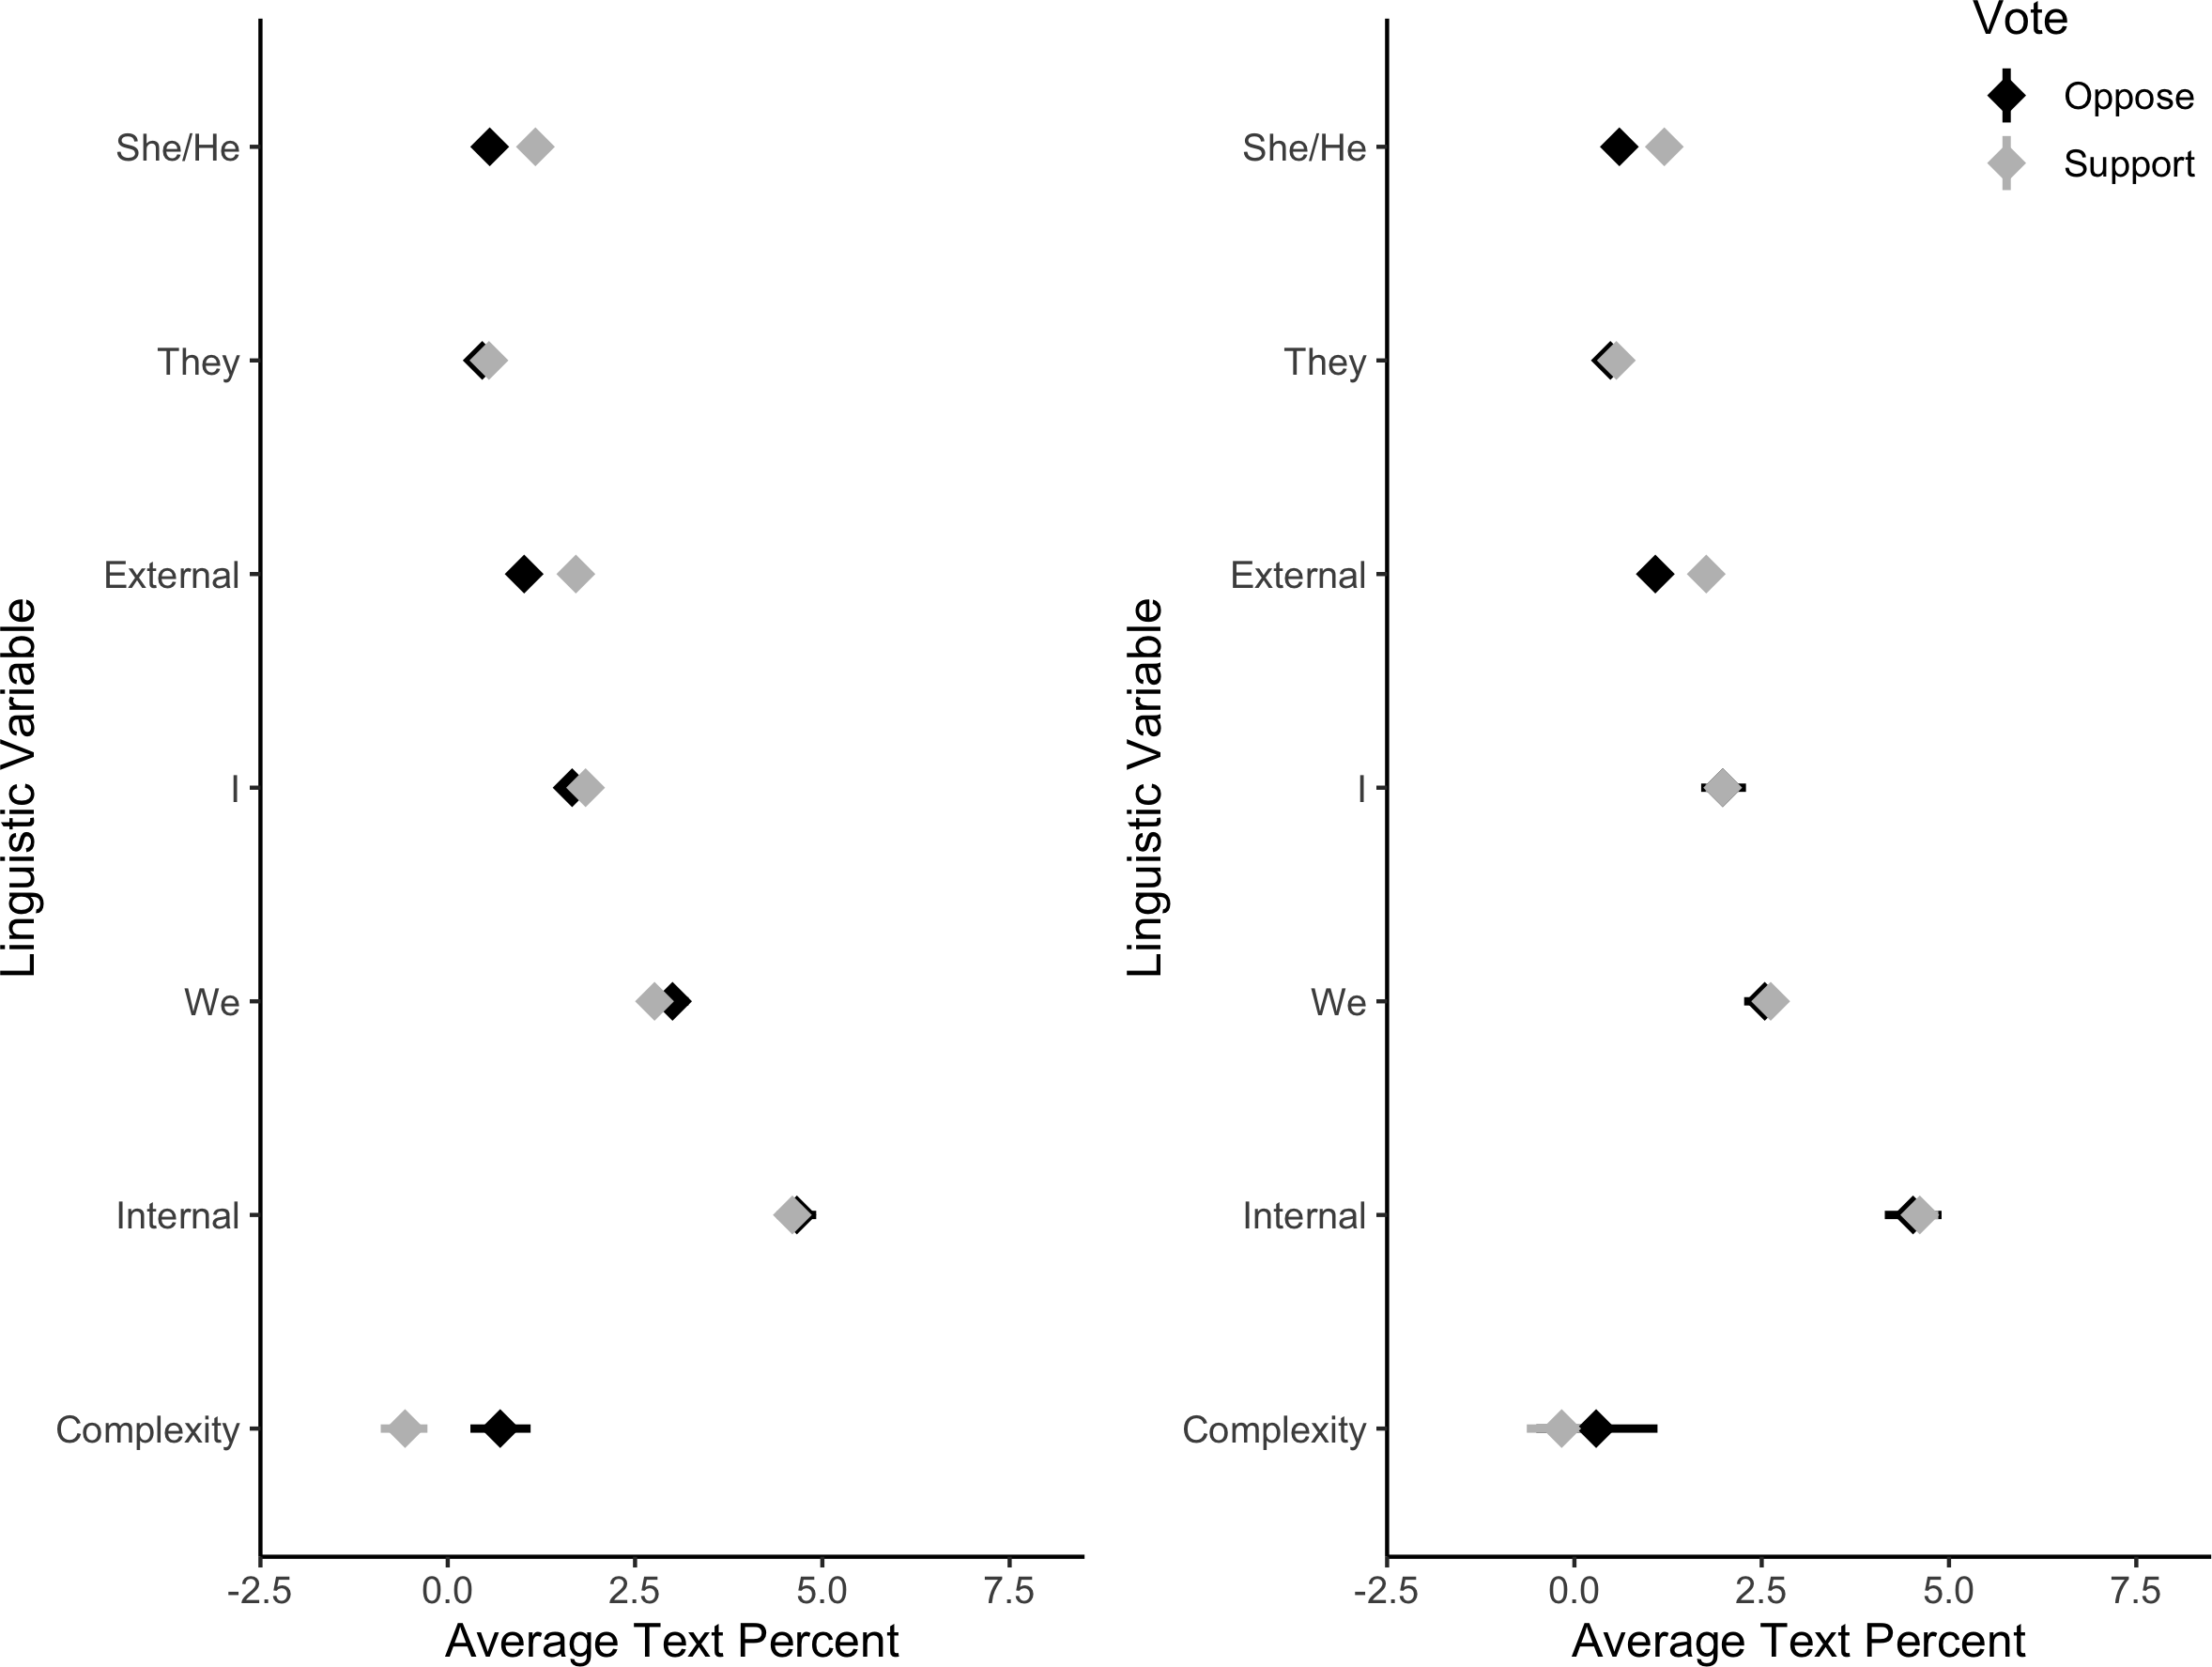 Linguistic Variable
She/He
They
External
I
We
Internal
Complexity
-2.5 0.0 2.5 5.0 7.5
Average Text Percent
Linguistic Variable
She/He
They
External
I
We
Internal
Complexity
-2.5 0.0 2.5 5.0 7.5
Average Text Percent
Vote
Oppose
Support